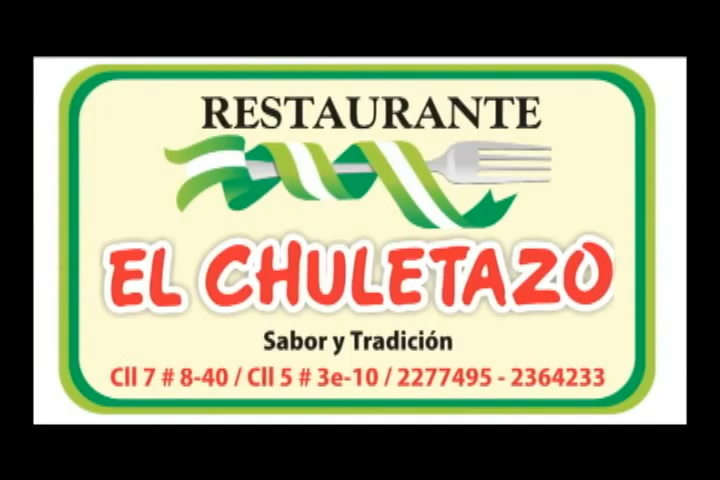 RESTAURANTE
EL CHULETAZO
Sabor y Tradición
Cll 7 # 8-40 / Cll 5 # 3e-10 / 2277495 - 2364233